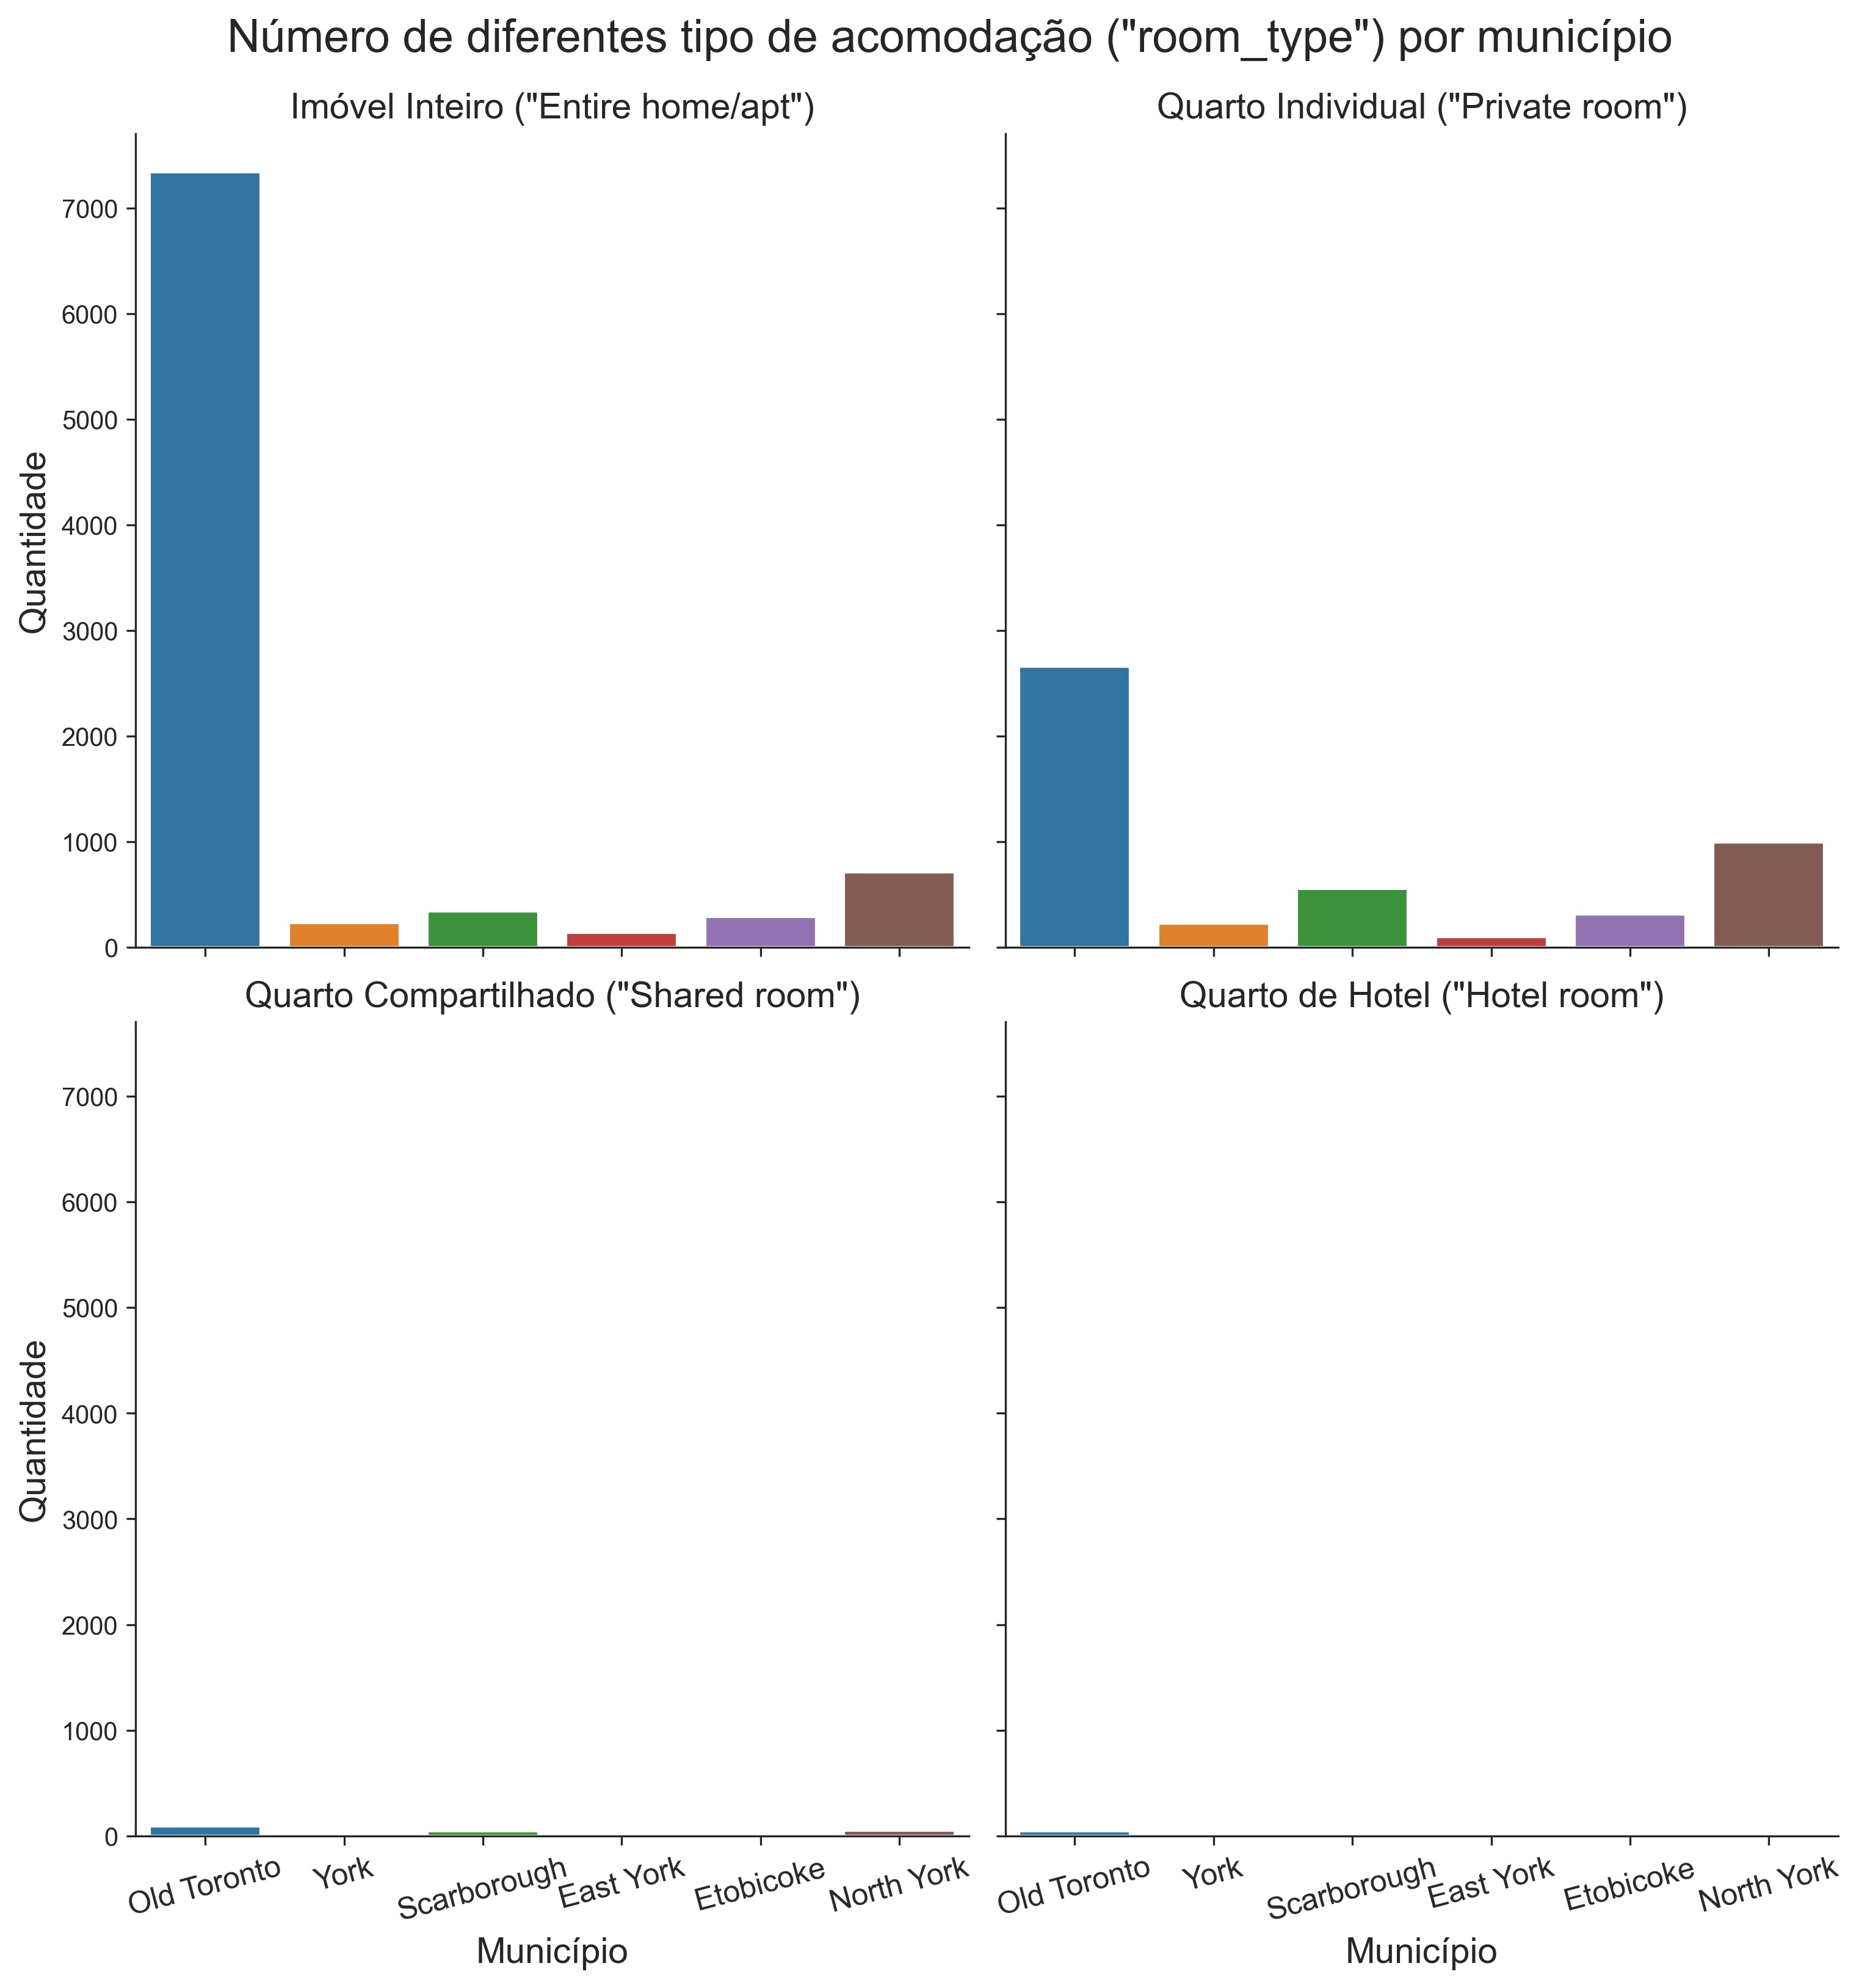 Número de diferentes tipo de acomodação ("room_type") por município
Imóvel Inteiro ("Entire home/apt")
Quarto Individual ("Private room")
Quantidade
7000
6000
5000
4000
3000
2000
1000
0
Quarto Compartilhado ("Shared room")
Quarto de Hotel ("Hotel room")
Quantidade
7000
6000
5000
4000
3000
2000
1000
0
Old Toronto
York
Scarborough
East York
Etobicoke
North York
Old Toronto
York
Scarborough
East York
Etobicoke
North York
Município
Município